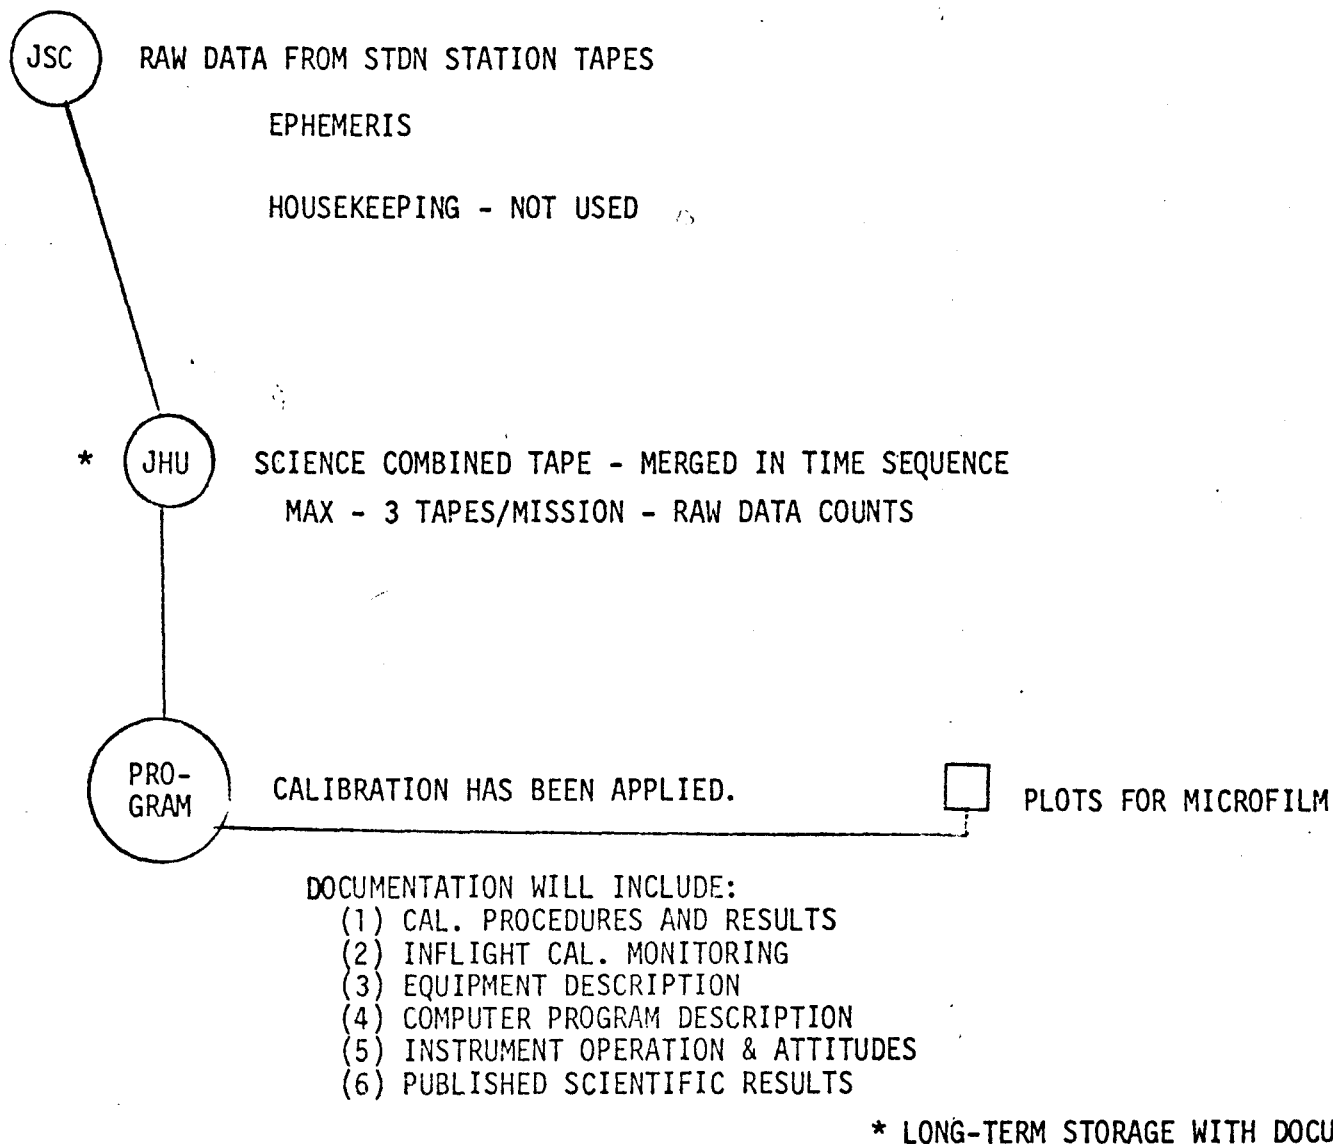 JSC RAW DATA FROM STDN STATION TAPES
EPHEMERIS
HOUSEKEEPING - NOT USED
* JHU SCIENCE COMBINED TAPE - MERGED IN TIME SEQUENCE
MAX - 3 TAPES/MISSION - RAW DATA COUNTS
PRO-
GRAM
CALIBRATION HAS BEEN APPLIED.
PLOTS FOR MICROFILM
DOCUMENTATION WILL INCLUDE:
(1) CAL. PROCEDURES AND RESULTS
(2) INFLIGHT CAL. MONITORING
(3) EQUIPMENT DESCRIPTION
(4) COMPUTER PROGRAM DESCRIPTION
(5) INSTRUMENT OPERATION & ATTITUDES
(6) PUBLISHED SCIENTIFIC RESULTS
* LONG-TERM STORAGE WITH DOCU